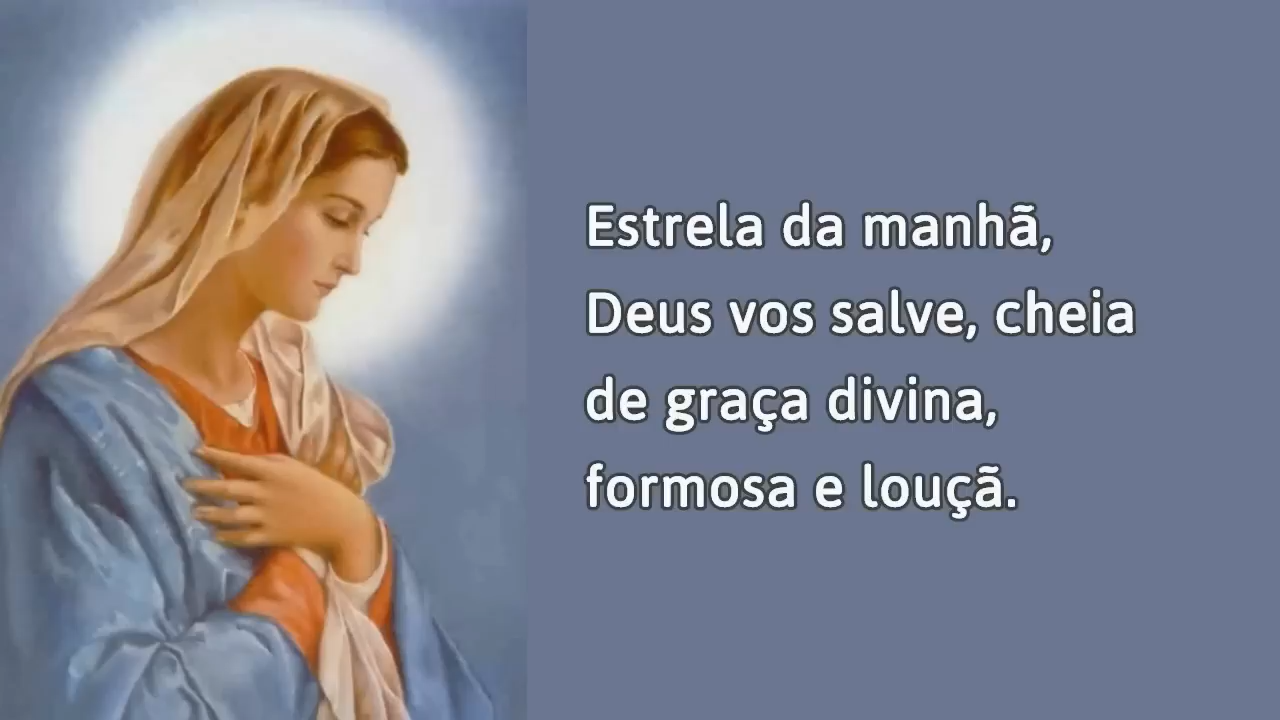 Estrela da manhã,
Deus vos salve, cheia
de graça divina,
formosa e louçã.